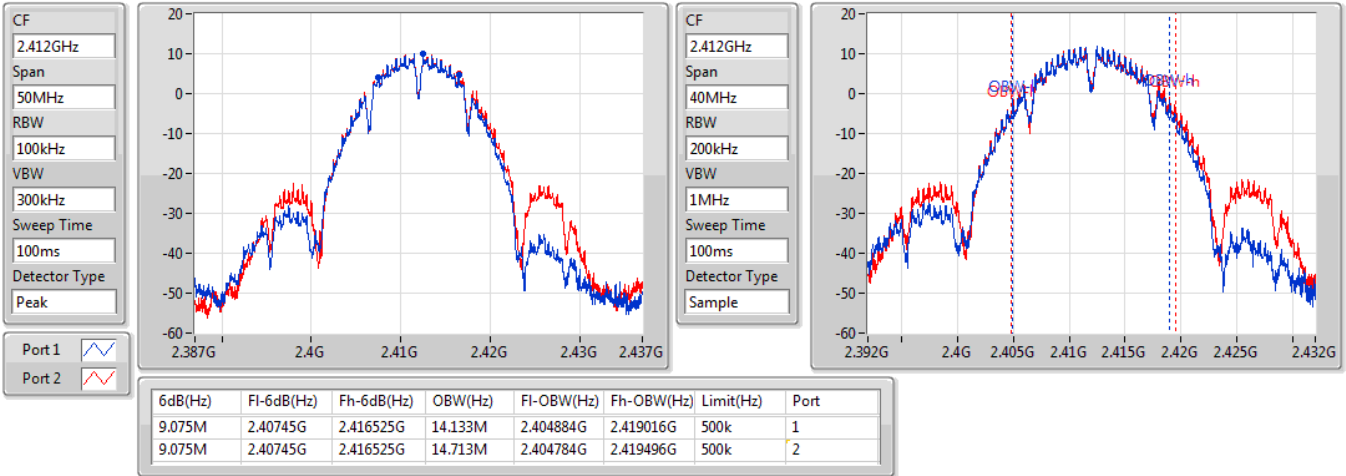 CF
2.412GHz
Span
50MHz
RBW
100kHz
VBW
300kHz
Sweep Time
100ms
Detector Type
Peak
Port 1
Port 2
20
10
0
-10
-20
-30
-40
-50
-60
2.387G 2.4G 2.41G 2.42G 2.43G 2.437G
CF
2.412GHz
Span
40MHz
RBW
200kHz
VBW
1MHz
Sweep Time
100ms
Detector Type
Sample
20
10
0
-10
-20
-30
-40
-50
-60
2.392G 2.4G 2.405G 2.41G 2.415G 2.42G 2.425G 2.432G
6dB(Hz) Fl-6dB(Hz) Fh-6dB(Hz) OBW(Hz) Fl-OBW(Hz) Fh-OBW(Hz) Limit(Hz) Port
9.075M 2.40745G 2.416525G 14.133M 2.404884G 2.419016G 500k 1
9.075M 2.40745G 2.416525G 14.713M 2.404784G 2.419496G 500k 2